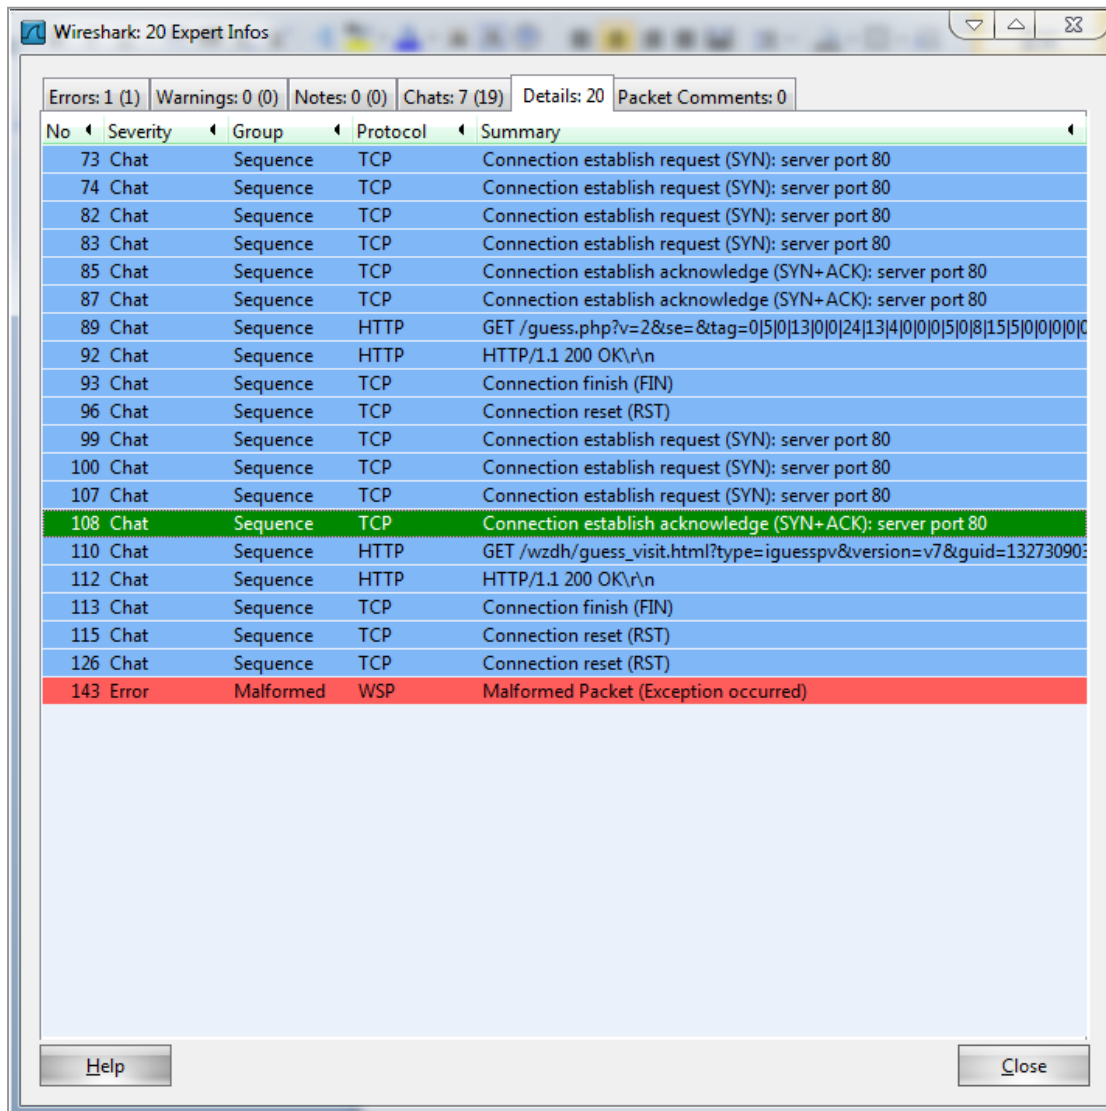 Wireshark: 20 Expert Infos
Errors: 1 (1) Warnings: 0 (0) Notes: 0 (0) Chats: 7 (19) Details: 20 Packet Comments: 0
No Severity Group Protocol Summary
73 Chat Sequence TCP Connection establish request (SYN): server port 80
74 Chat Sequence TCP Connection establish request (SYN): server port 80
82 Chat Sequence TCP Connection establish request (SYN): server port 80
83 Chat Sequence TCP Connection establish request (SYN): server port 80
85 Chat Sequence TCP Connection establish acknowledge (SYN+ACK): server port 80
87 Chat Sequence TCP Connection establish acknowledge (SYN+ACK): server port 80
89 Chat Sequence HTTP GET /guess.php?v=2&se=&tag=0|5|0|13|0|0|24|13|4|0|0|0|5|0|8|15|5|0|0|0|0|0
92 Chat Sequence HTTP HTTP/1.1 200 OK\r\n
93 Chat Sequence TCP Connection finish (FIN)
96 Chat Sequence TCP Connection reset (RST)
99 Chat Sequence TCP Connection establish request (SYN): server port 80
100 Chat Sequence TCP Connection establish request (SYN): server port 80
107 Chat Sequence TCP Connection establish request (SYN): server port 80
108 Chat Sequence TCP Connection establish acknowledge (SYN+ACK): server port 80
110 Chat Sequence HTTP GET /wzdh/guess_visit.html?type=iguesspv&version=v7&guid=132730903
112 Chat Sequence HTTP HTTP/1.1 200 OK\r\n
113 Chat Sequence TCP Connection finish (FIN)
115 Chat Sequence TCP Connection reset (RST)
126 Chat Sequence TCP Connection reset (RST)
143 Error Malformed WSP Malformed Packet (Exception occurred)
Help Close